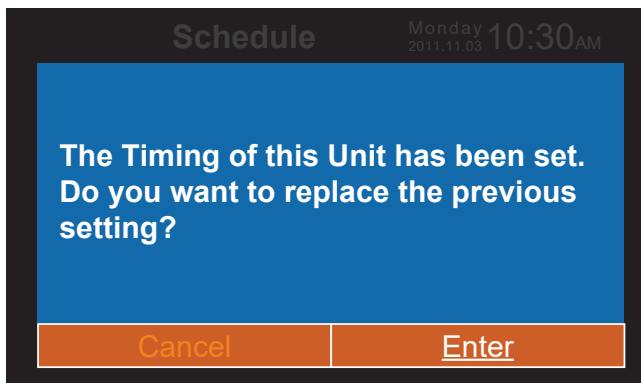 Schedule
Monday
2011.11.03 10:30AM
The Timing of this Unit has been set.
Do you want to replace the previous
setting?
Cancel
Enter